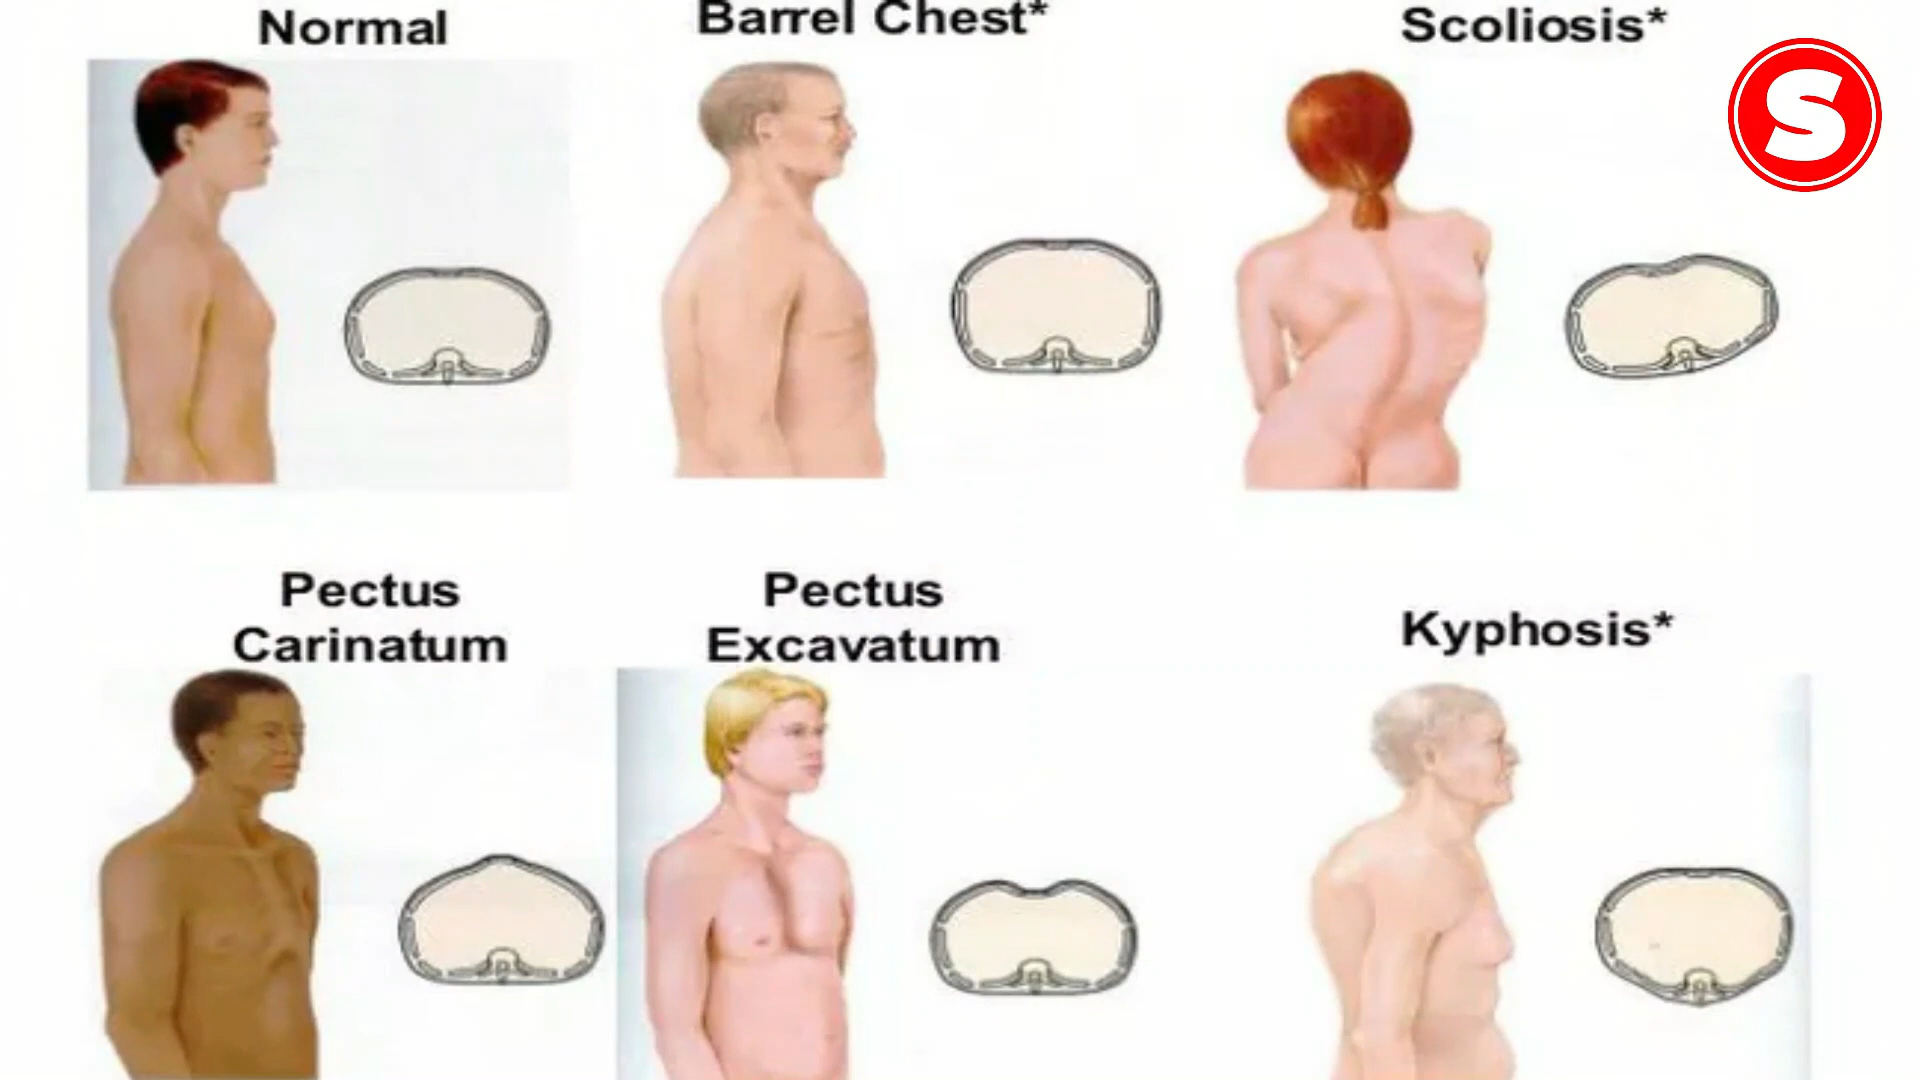 Normal
Barrel Chest*
Scoliosis*
S
Pectus
Carinatum
Pectus
Excavatum
Kyphosis*